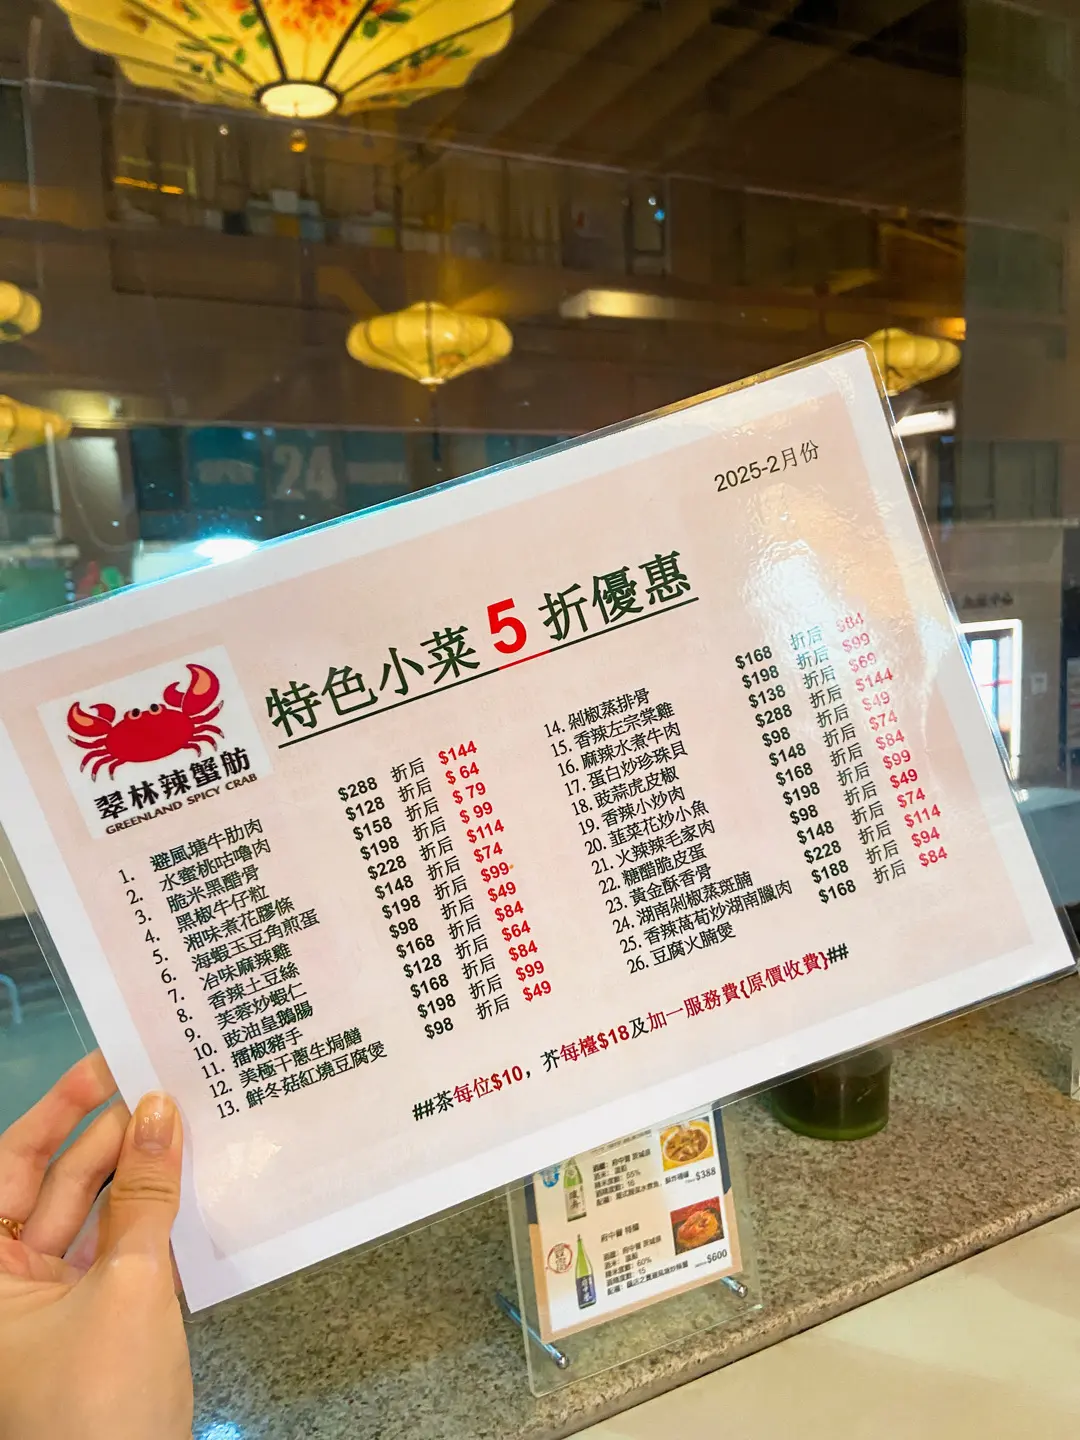 24
2025-2月份
特色小菜 5 折優惠
翠林辣蟹舫
GREENLAND SPICY CRAB
1. 避風塘牛肋肉 $288 折后 $144
2. 水蜜桃咕嚕肉 $128 折后 $ 64
3. 脆米黑醋骨 $158 折后 $ 79
4. 黑椒牛仔粒 $198 折后 $ 99
5. 湘味煮花膠條 $228 折后 $114
6. 海蝦玉豆角煎蛋 $148 折后 $74
7. 冶味麻辣雞 $198 折后 $99
8. 香辣土豆絲 $98 折后 $49
9. 芙蓉炒蝦仁 $168 折后 $84
10. 豉油皇鵝腸 $128 折后 $64
11. 擂椒豬手 $168 折后 $84
12. 美極干蔥生焗鱔 $198 折后 $99
13. 鮮冬菇紅燒豆腐煲 $98 折后 $49
14. 剁椒蒸排骨 $168 折后 $84
15. 香辣左宗棠雞 $198 折后 $99
16. 麻辣水煮牛肉 $138 折后 $69
17. 蛋白炒珍珠貝 $288 折后 $144
18. 豉蒜虎皮椒 $98 折后 $49
19. 香辣小炒肉 $148 折后 $74
20. 韮菜花炒小魚 $168 折后 $84
21. 火辣辣毛家肉 $198 折后 $99
22. 糖醋脆皮蛋 $98 折后 $49
23. 黃金酥香骨 $148 折后 $74
24. 湖南剁椒蒸斑腩 $228 折后 $114
25. 香辣萵荀炒湖南臘肉 $188 折后 $94
26. 豆腐火腩煲 $168 折后 $84
##茶每位$10，芥每檯$18及加一服務費{原價收費}##
$388
$600